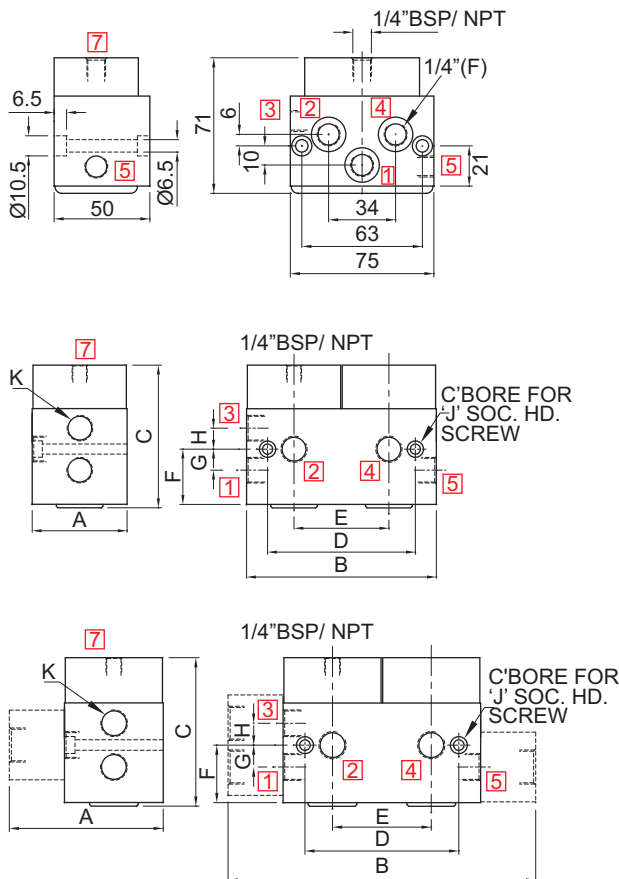 1/4"BSP/ NPT
7
1/4"(F)
6.5
3
2
4
6
71
10
5
Ø10.5
Ø6.5
1
5
21
50
34
63
75
7
1/4"BSP/ NPT
K
C'BORE FOR
'J' SOC. HD.
SCREW
3
C
H
G
F
2
4
1
5
A
E
D
B
7
1/4"BSP/ NPT
K
C'BORE FOR
'J' SOC. HD.
SCREW
3
C
H
G
F
2
4
1
5
A
E
D
B